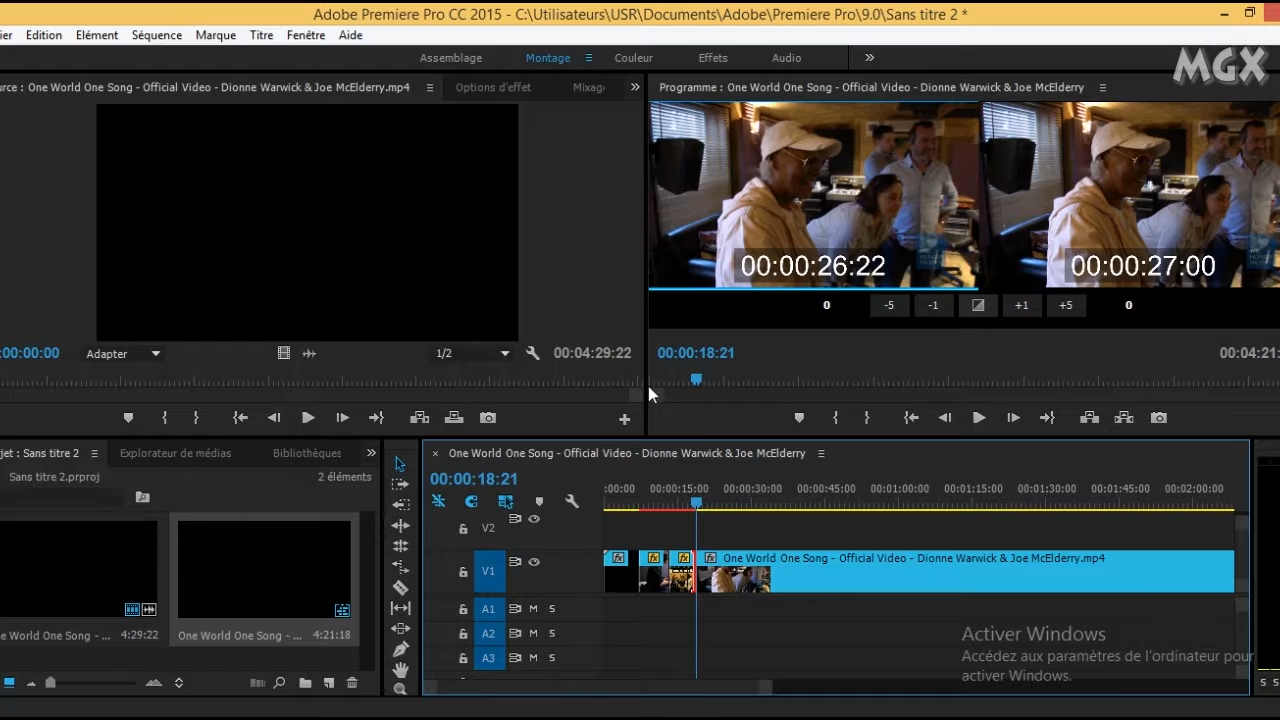 Adobe Premiere Pro CC 2015 - C:\Utilisateurs\USR\Documents\Adobe\Premiere Pro\9.0\Sans titre 2 *
ier Edition Elément Séquence Marque Titre Fenêtre Aide
Assemblage Montage Couleur Effets Audio
MGX
urce : One World One Song - Official Video - Dionne Warwick & Joe McElderry.mp4 Options d'effet Mixag
Programme : One World One Song - Official Video - Dionne Warwick & Joe McElderry
00:00:26:22 00:00:27:00
0 -5 -1 +1 +5 0
:00:00:00 Adapter 1/2 00:04:29:22
00:00:18:21 00:04:21:
jet : Sans titre 2 Explorateur de médias Bibliothèques
Sans titre 2.prproj 2 éléments
ne World One Song - ... 4:29:22
One World One Song - ... 4:21:18
One World One Song - Official Video - Dionne Warwick & Joe McElderry
00:00:18:21
:00:00 00:00:15:00 00:00:30:00 00:00:45:00 00:01:00:00 00:01:15:00 00:01:30:00 00:01:45:00 00:02:00:00
V2
V1 fx fx fx fx One World One Song - Official Video - Dionne Warwick & Joe McElderry.mp4
A1 M S
A2 M S
A3 M S
Activer Windows
Accédez aux paramètres de l'ordinateur pour
activer Windows.
S S